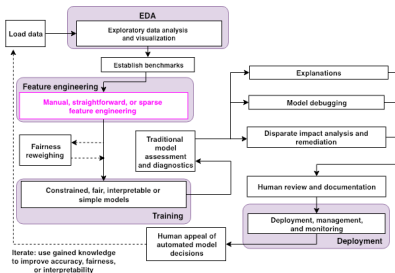 EDA
Load data
Exploratory data analysis
and visualization
Establish benchmarks
Feature engineering
Manual, straightforward, or sparse
feature engineering
Fairness
reweighing
Traditional
model
assessment
and diagnostics
Explanations
Model debugging
Disparate impact analysis and
remediation
Constrained, fair, interpretable or
simple models
Training
Human review and documentation
Deployment, management,
and monitoring
Deployment
Human appeal of
automated model
decisions
Iterate: use gained knowledge
to improve accuracy, fairness,
or interpretability